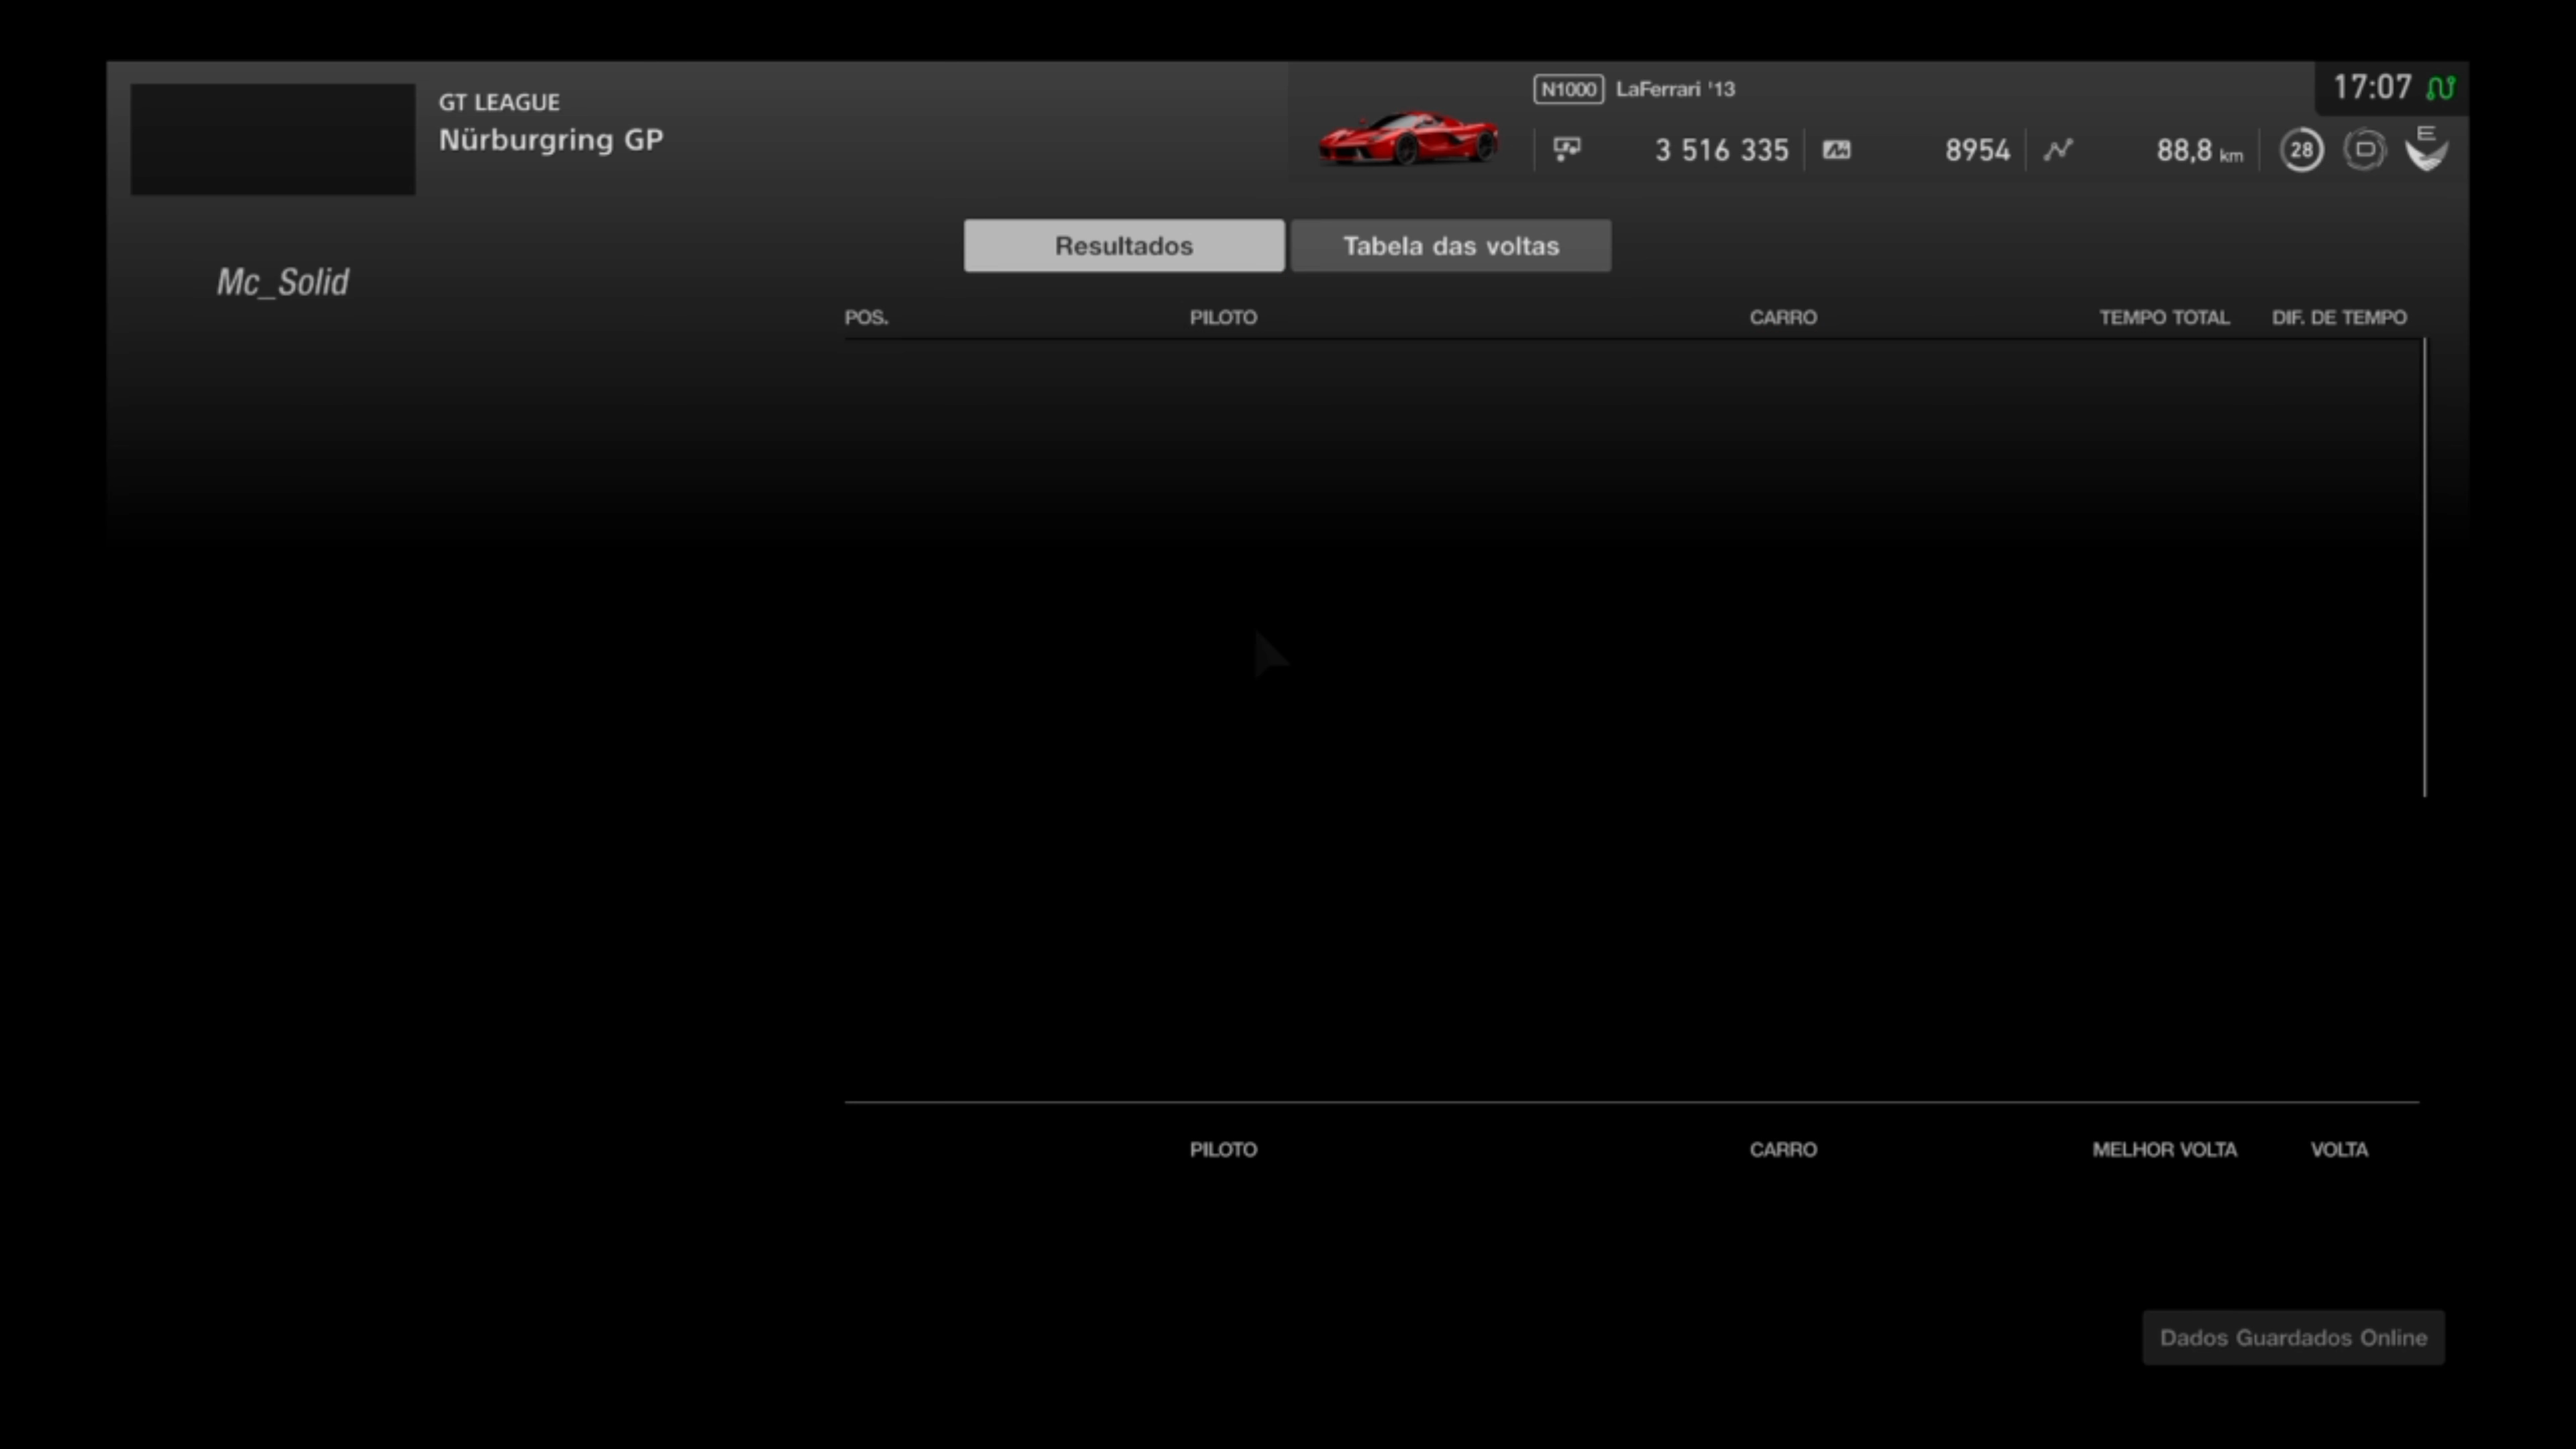 GT LEAGUE
Nürburgring GP
N1000 LaFerrari '13
17:07
3 516 335 8954 88,8 km 28 D E
Resultados Tabela das voltas
Mc_Solid
POS. PILOTO CARRO TEMPO TOTAL DIF. DE TEMPO
PILOTO CARRO MELHOR VOLTA VOLTA
Dados Guardados Online